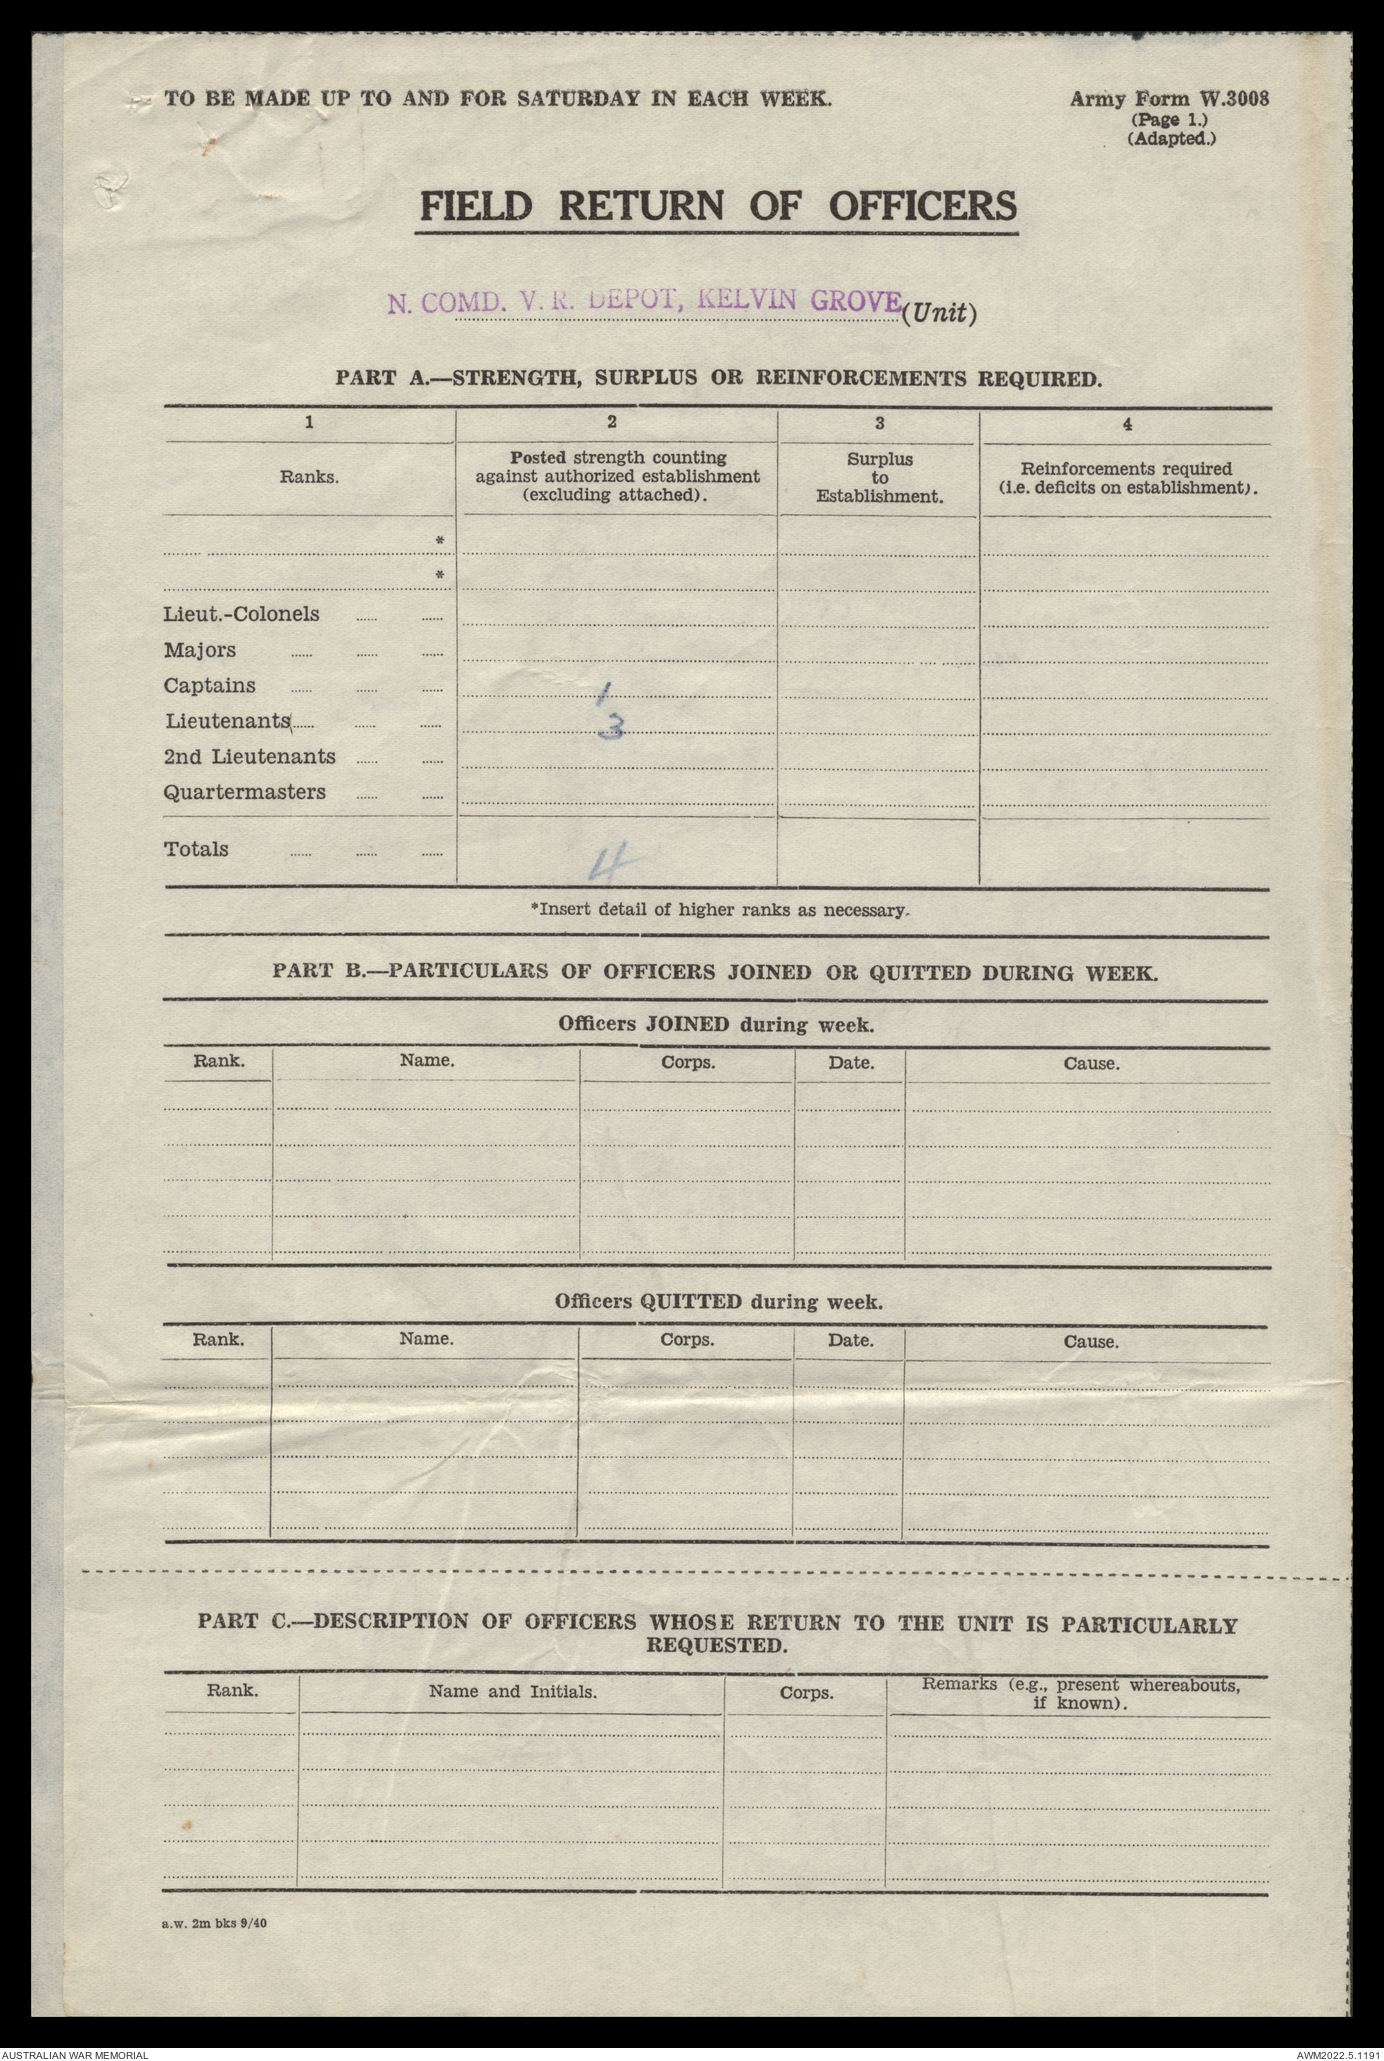 TO BE MADE UP TO AND FOR SATURDAY IN EACH WEEK.
Army Form W.3008
(Page 1.)
(Adapted.)
FIELD RETURN OF OFFICERS
N. COMD. V. R. DEPOT, KELVIN GROVE (Unit)
PART A.—STRENGTH, SURPLUS OR REINFORCEMENTS REQUIRED.
1 2 3 4
Ranks.
Posted strength counting
against authorized establishment
(excluding attached).
Surplus
to
Establishment.
Reinforcements required
(i.e. deficits on establishment).
*
*
Lieut.-Colonels
Majors
Captains 1
Lieutenants 3
2nd Lieutenants
Quartermasters
Totals 4
*Insert detail of higher ranks as necessary.
PART B.—PARTICULARS OF OFFICERS JOINED OR QUITTED DURING WEEK.
Officers JOINED during week.
Rank. Name. Corps. Date. Cause.
Officers QUITTED during week.
Rank. Name. Corps. Date. Cause.
PART C.—DESCRIPTION OF OFFICERS WHOSE RETURN TO THE UNIT IS PARTICULARLY
REQUESTED.
Rank. Name and Initials. Corps.
Remarks (e.g., present whereabouts,
if known).
a.w. 2m bks 9/40
AUSTRALIAN WAR MEMORIAL
AWM2022.5.1191